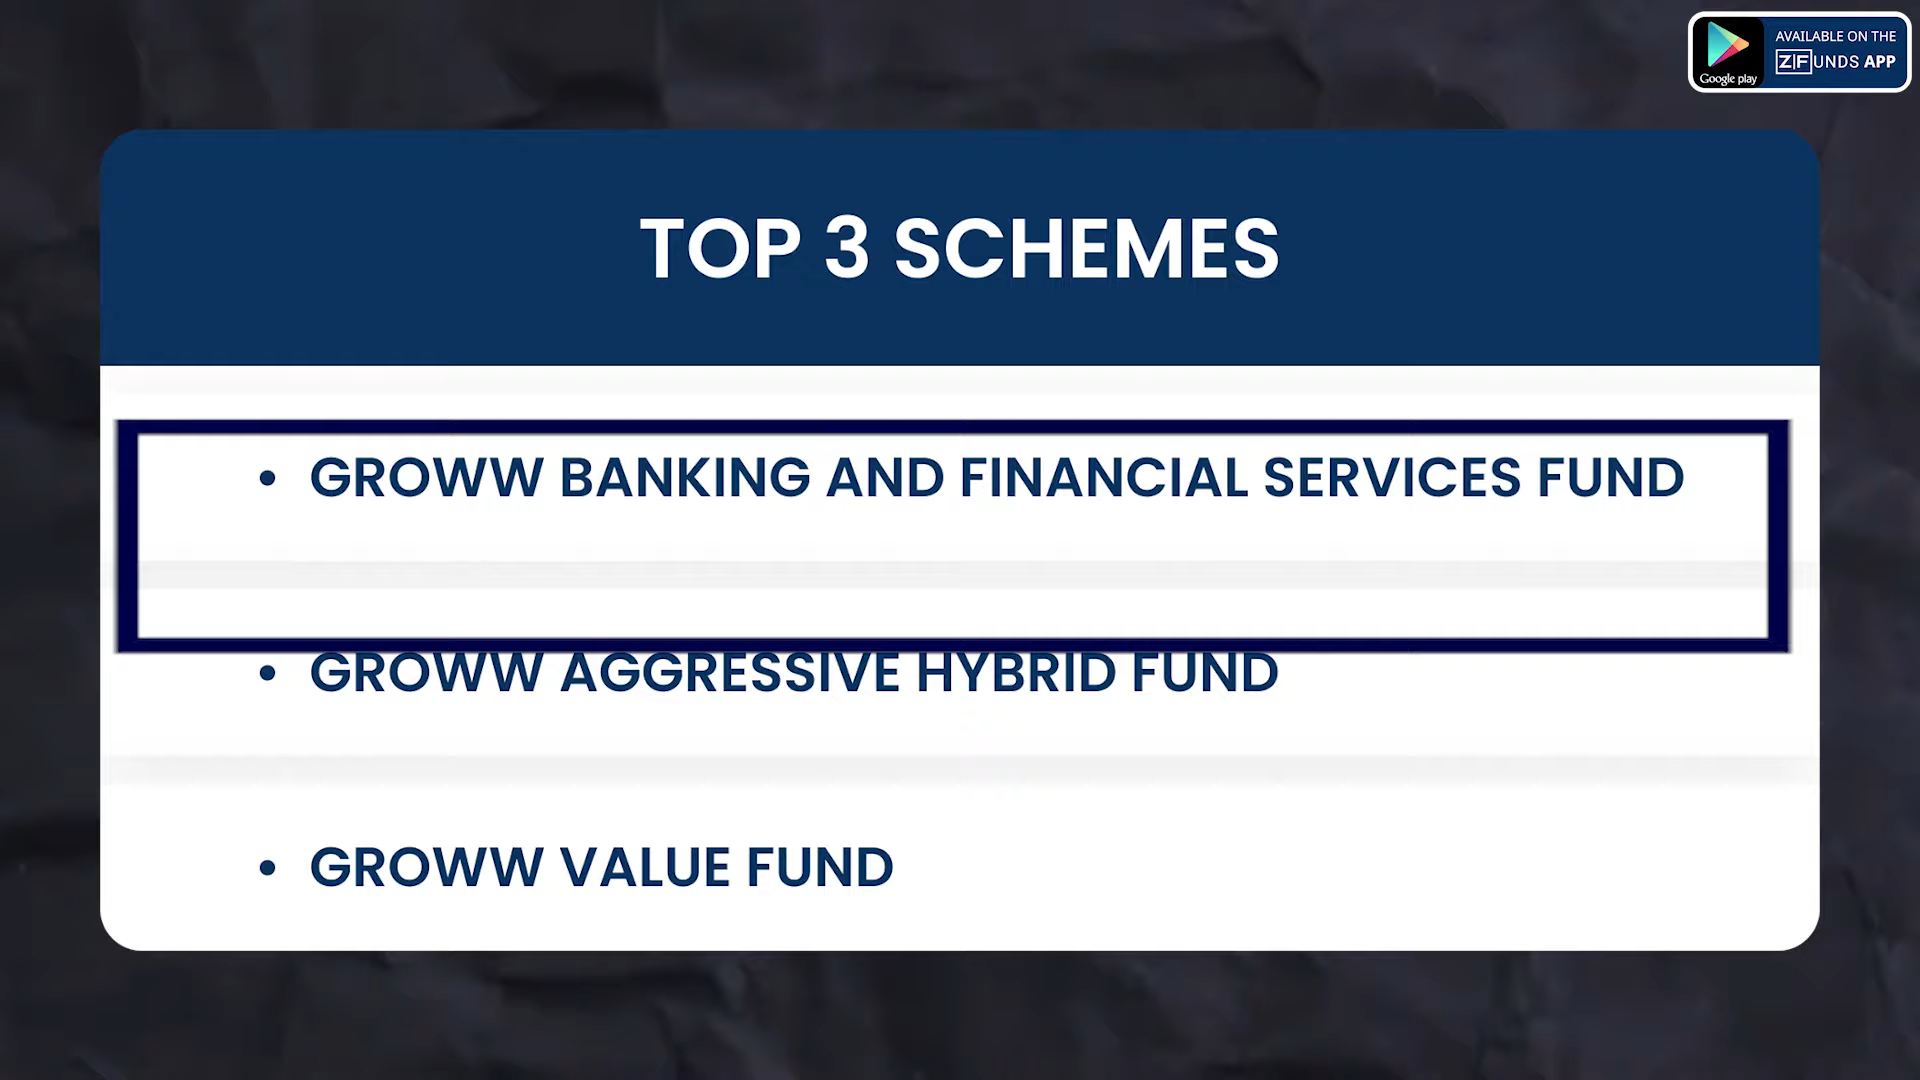 AVAILABLE ON THE
ZFUNDS APP
Google play
TOP 3 SCHEMES
• GROWW BANKING AND FINANCIAL SERVICES FUND
• GROWW AGGRESSIVE HYBRID FUND
• GROWW VALUE FUND